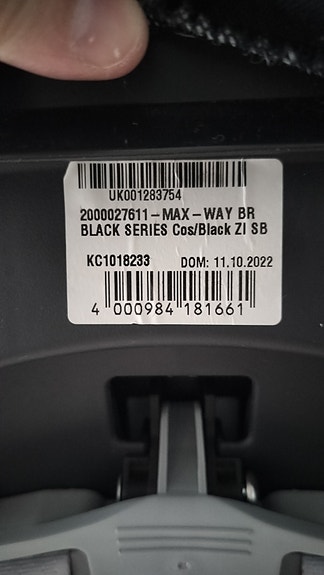 UK001283754
2000027611-MAX-WAY BR
BLACK SERIES Cos/Black ZI SB
KC1018233 DOM: 11.10.2022
4 000984 181661